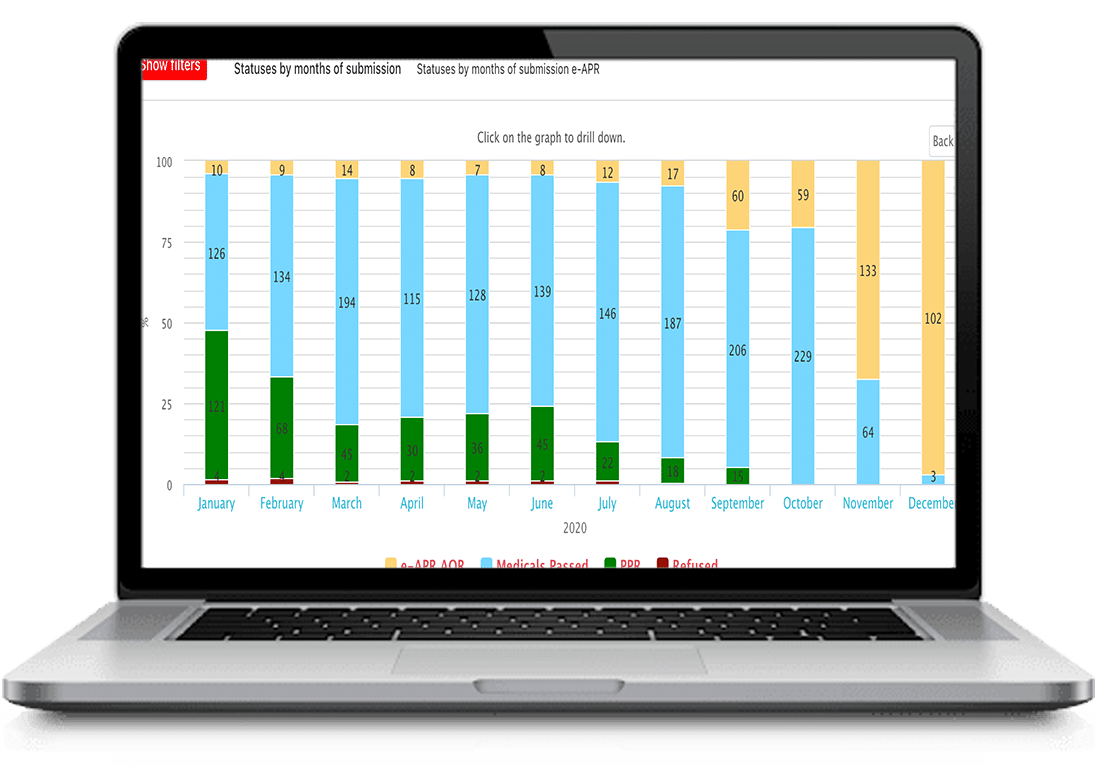 Show filters Statuses by months of submission Statuses by months of submission e-APR
Click on the graph to drill down.
Back
100 10 9 14 8 7 8 12 17 60 59 133 102
75 126 134 194 115 128 139 146 187 206 229 64 3
50
%
25 121 68 45 30 36 45 22 18 15
0 4 4 2 2 2 2
January February March April May June July August September October November Decembe
2020
e-APR AOR Medicals Passed PPR Refused